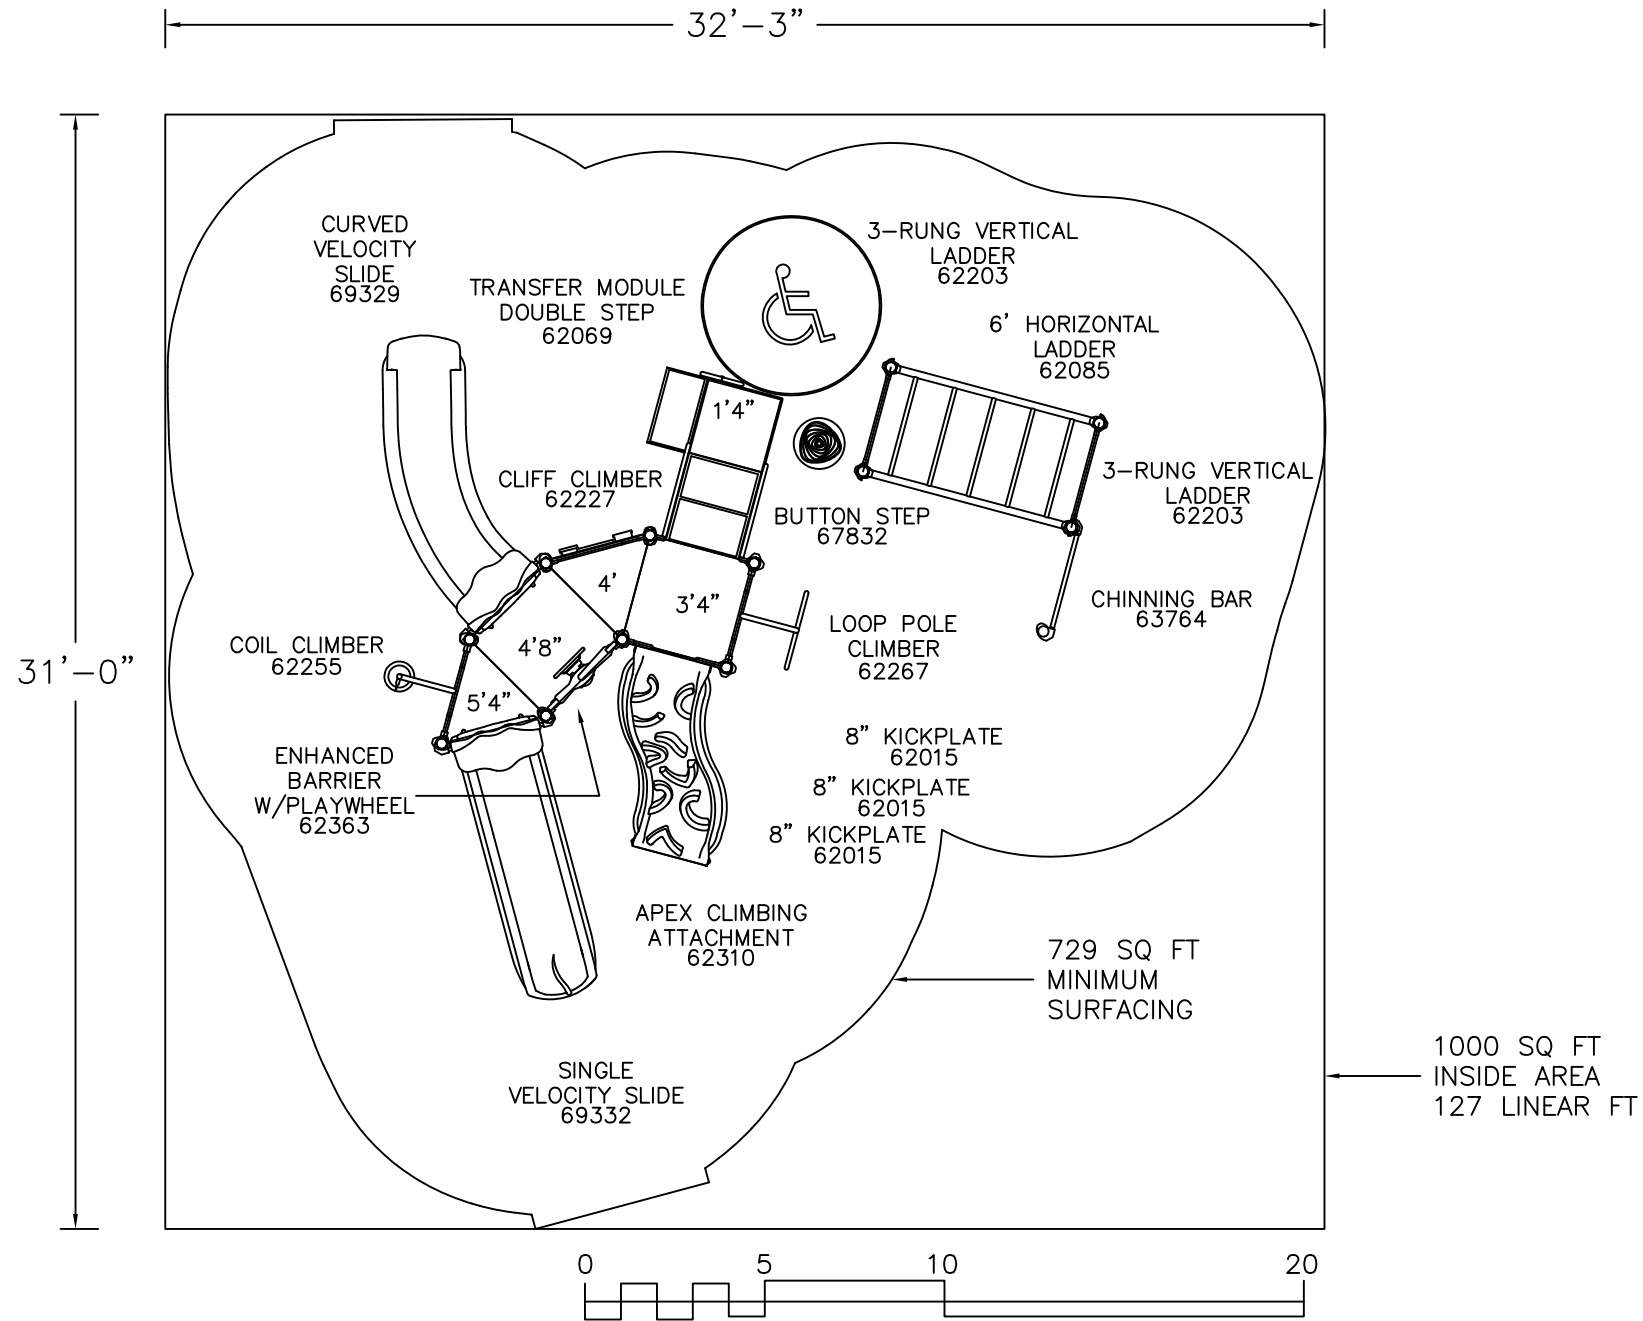 32'-3"
CURVED
VELOCITY
SLIDE
69329
TRANSFER MODULE
DOUBLE STEP
62069
3-RUNG VERTICAL
LADDER
62203
6' HORIZONTAL
LADDER
62085
1'4"
CLIFF CLIMBER
62227
BUTTON STEP
67832
3-RUNG VERTICAL
LADDER
62203
4'
3'4"
CHINNING BAR
63764
LOOP POLE
CLIMBER
62267
COIL CLIMBER
62255
4'8"
5'4"
31'-0"
ENHANCED
BARRIER
W/PLAYWHEEL
62363
8" KICKPLATE
62015
8" KICKPLATE
62015
8" KICKPLATE
62015
APEX CLIMBING
ATTACHMENT
62310
729 SQ FT
MINIMUM
SURFACING
SINGLE
VELOCITY SLIDE
69332
1000 SQ FT
INSIDE AREA
127 LINEAR FT
0 5 10 20